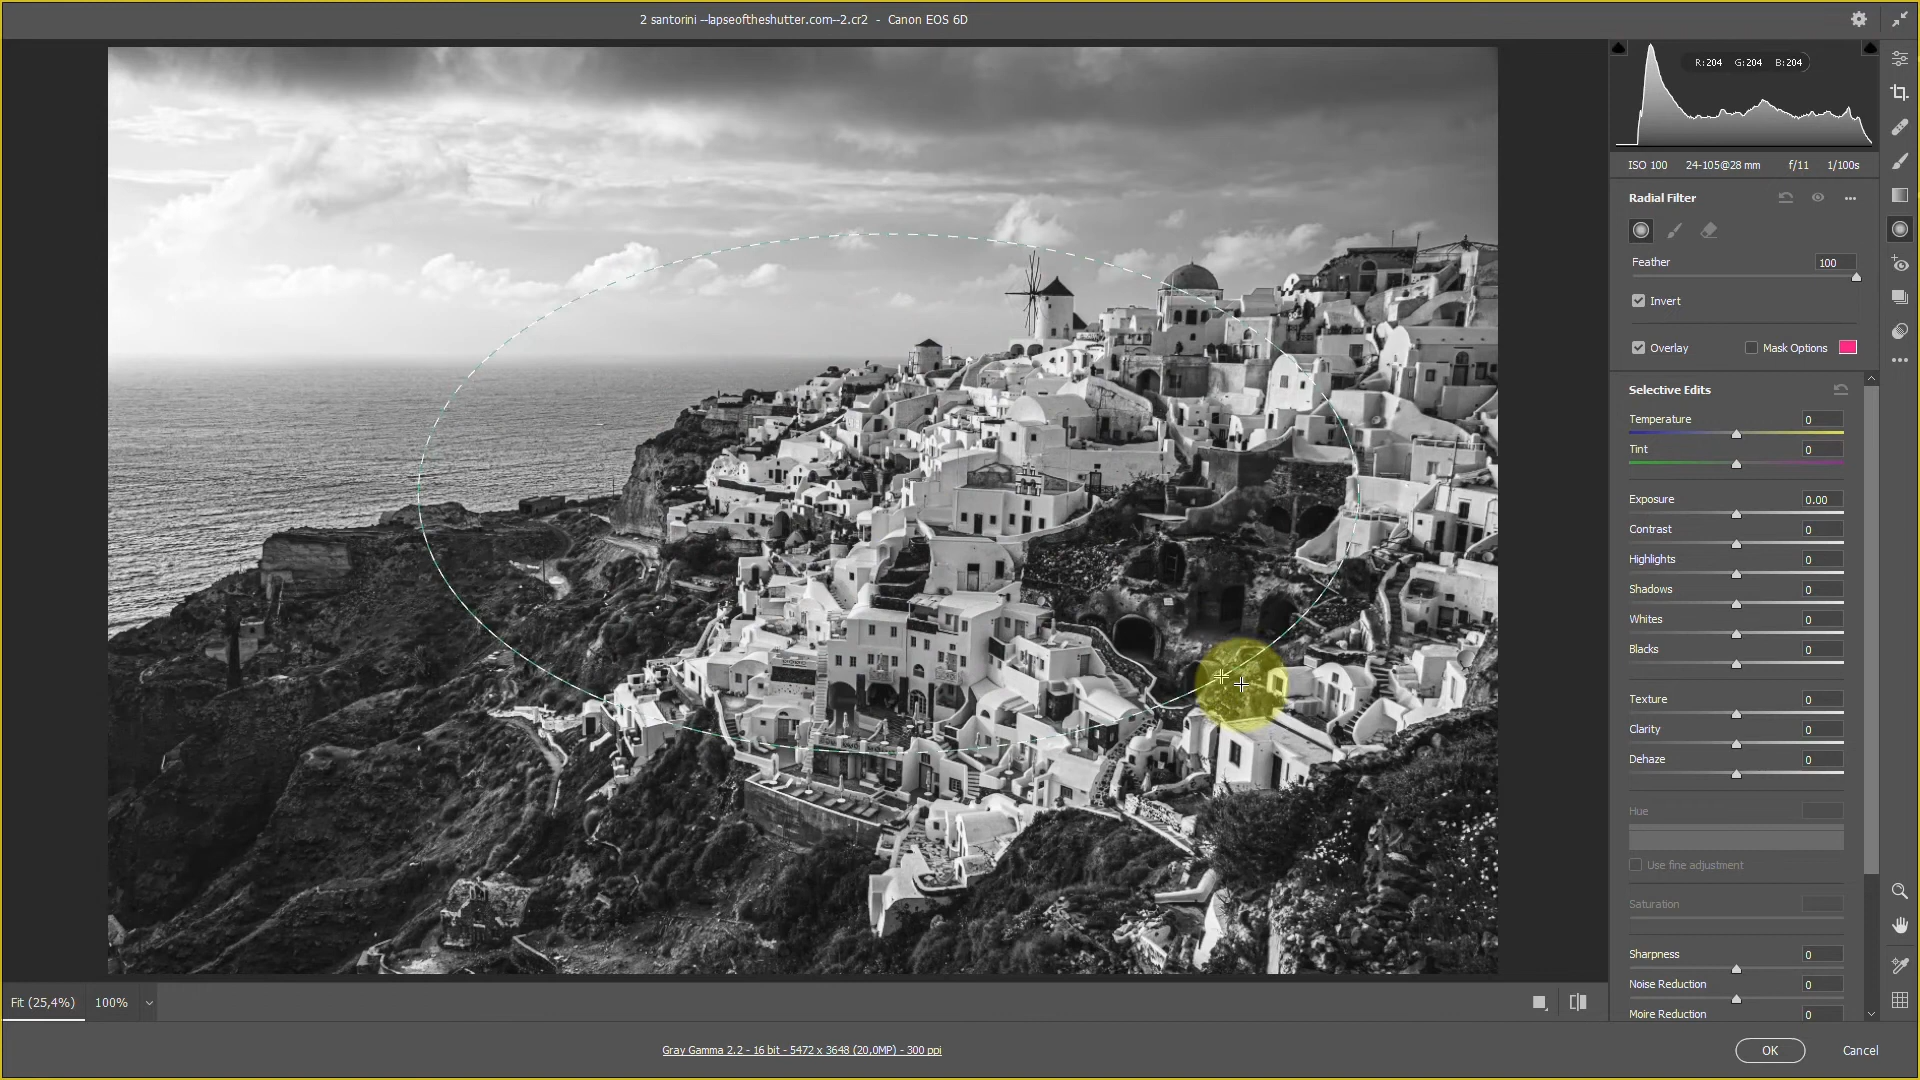 2 santorini --lapseoftheshutter.com--2.cr2 - Canon EOS 6D
R:204 G:204 B:204
ISO 100 24-105@28 mm f/11 1/100s
Radial Filter
Feather 100
Invert
Overlay Mask Options
Selective Edits
Temperature 0
Tint 0
Exposure 0.00
Contrast 0
Highlights 0
Shadows 0
Whites 0
Blacks 0
Texture 0
Clarity 0
Dehaze 0
Hue
Use fine adjustment
Saturation
Sharpness 0
Noise Reduction 0
Moire Reduction 0
Fit (25,4%) 100%
Gray Gamma 2.2 - 16 bit - 5472 x 3648 (20,0MP) - 300 ppi
OK Cancel